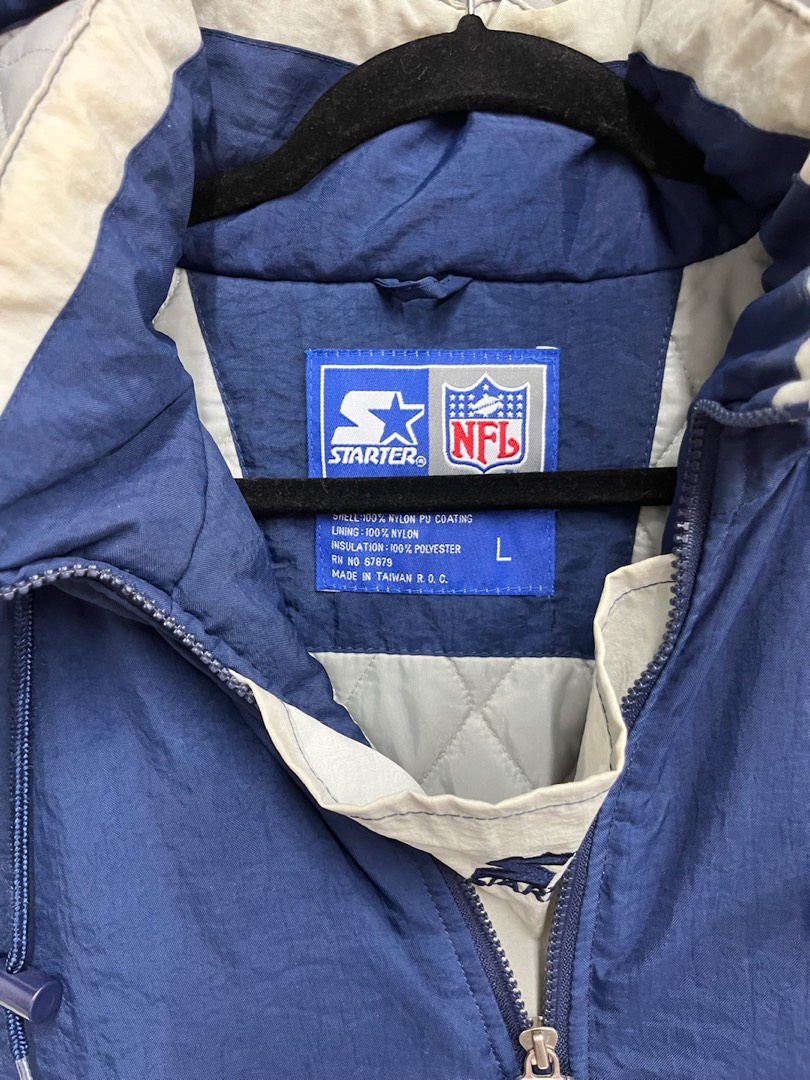 STARTER®
NFL
SHELL:100% NYLON PU COATING
LINING:100% NYLON
INSULATION:100% POLYESTER
RN NO 67879
MADE IN TAIWAN R.O.C.
L
STAR